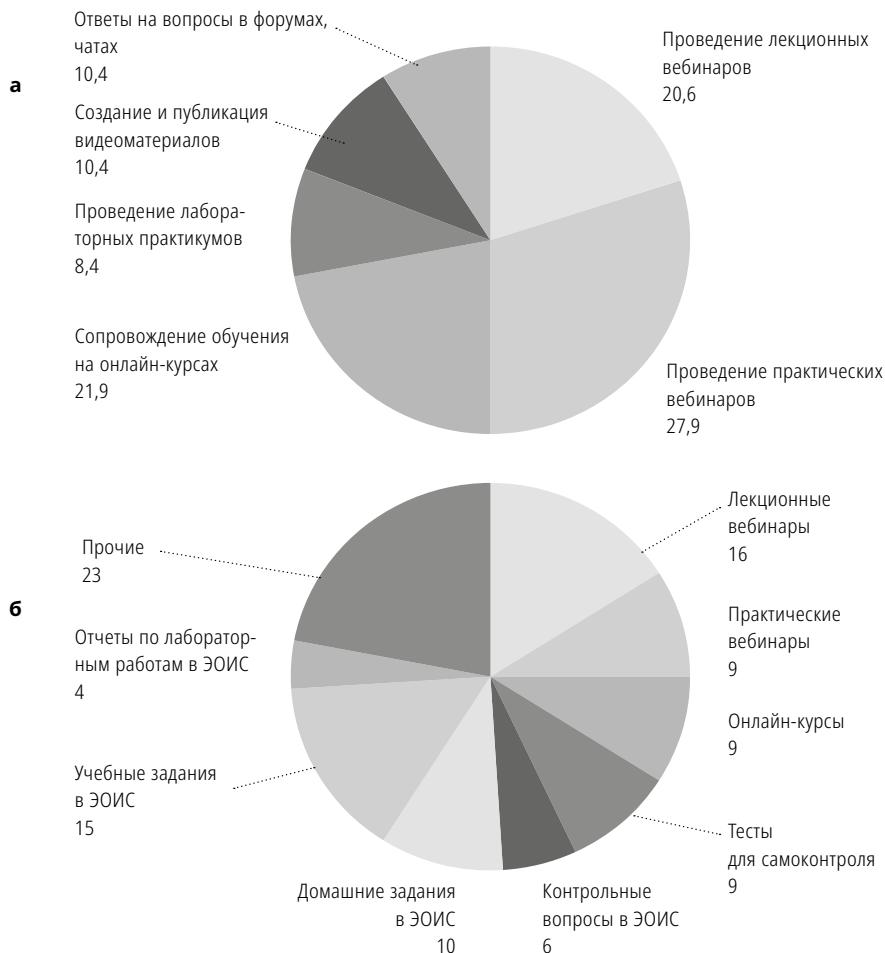 а
Ответы на вопросы в форумах,
чатах
10,4
Создание и публикация
видеоматериалов
10,4
Проведение лабора-
торных практикумов
8,4
Сопровождение обучения
на онлайн-курсах
21,9
Проведение лекционных
вебинаров
20,6
Проведение практических
вебинаров
27,9
б
Прочие
23
Отчеты по лаборатор-
ным работам в ЭОИС
4
Учебные задания
в ЭОИС
15
Домашние задания
в ЭОИС
10
Контрольные
вопросы в ЭОИС
6
Лекционные
вебинары
16
Практические
вебинары
9
Онлайн-курсы
9
Тесты
для самоконтроля
9